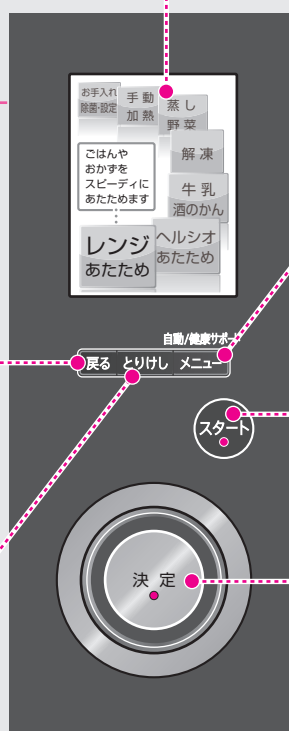 お手入れ
除菌・設定
手動
加熱
蒸し
野菜
解凍
ごはんや
おかずを
スピーディに
あたためます
牛乳
酒のかん
レンジ
あたため
ヘルシオ
あたため
自動/健康サポート
戻る とりけし メニュー
スタート
決定